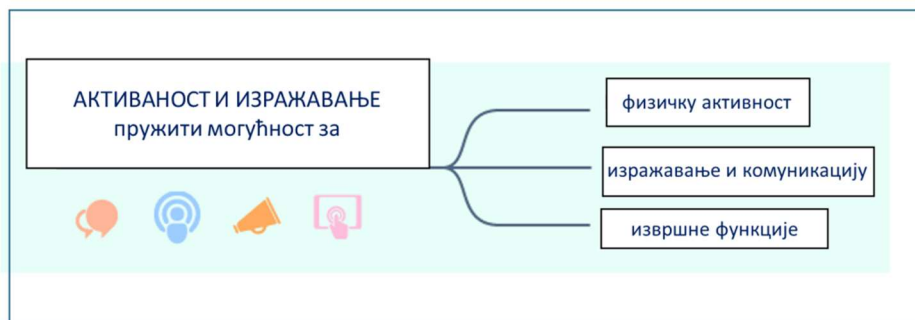 АКТИВАНОСТ И ИЗРАЖАВАЊЕ
пружити могућност за
физичку активност
изражавање и комуникацију
извршне функције